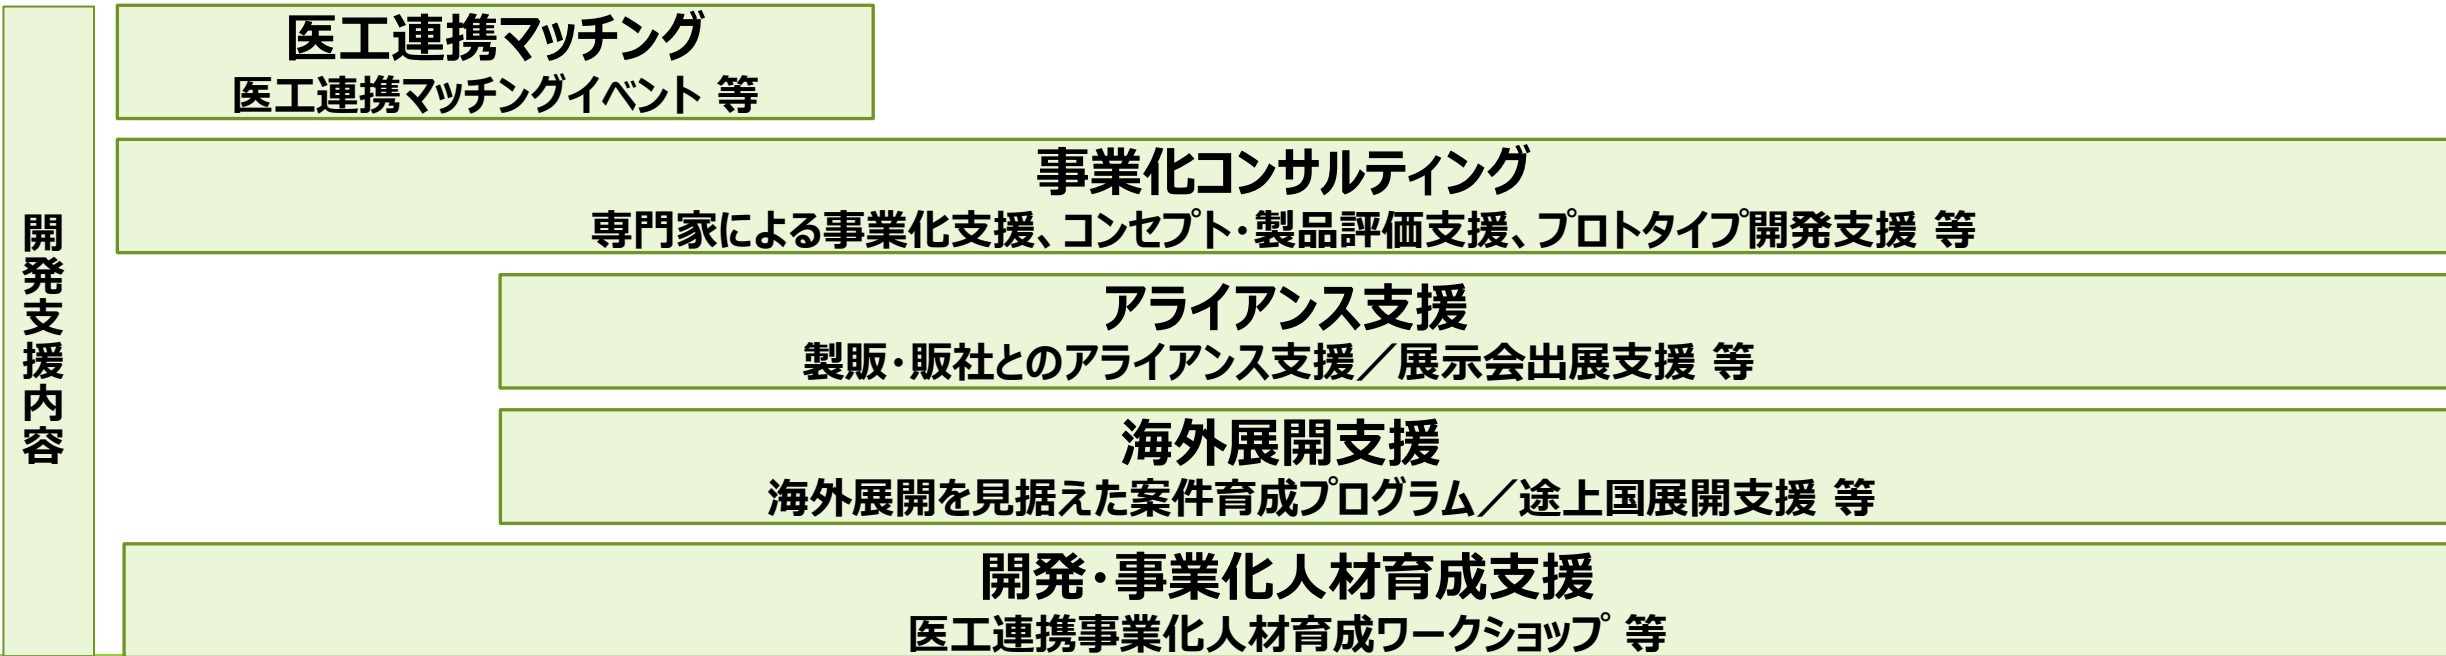 開発支援内容
医工連携マッチング
医工連携マッチングイベント 等
事業化コンサルティング
専門家による事業化支援、コンセプト・製品評価支援、プロトタイプ開発支援 等
アライアンス支援
製販・販社とのアライアンス支援／展示会出展支援 等
海外展開支援
海外展開を見据えた案件育成プログラム／途上国展開支援 等
開発・事業化人材育成支援
医工連携事業化人材育成ワークショップ 等